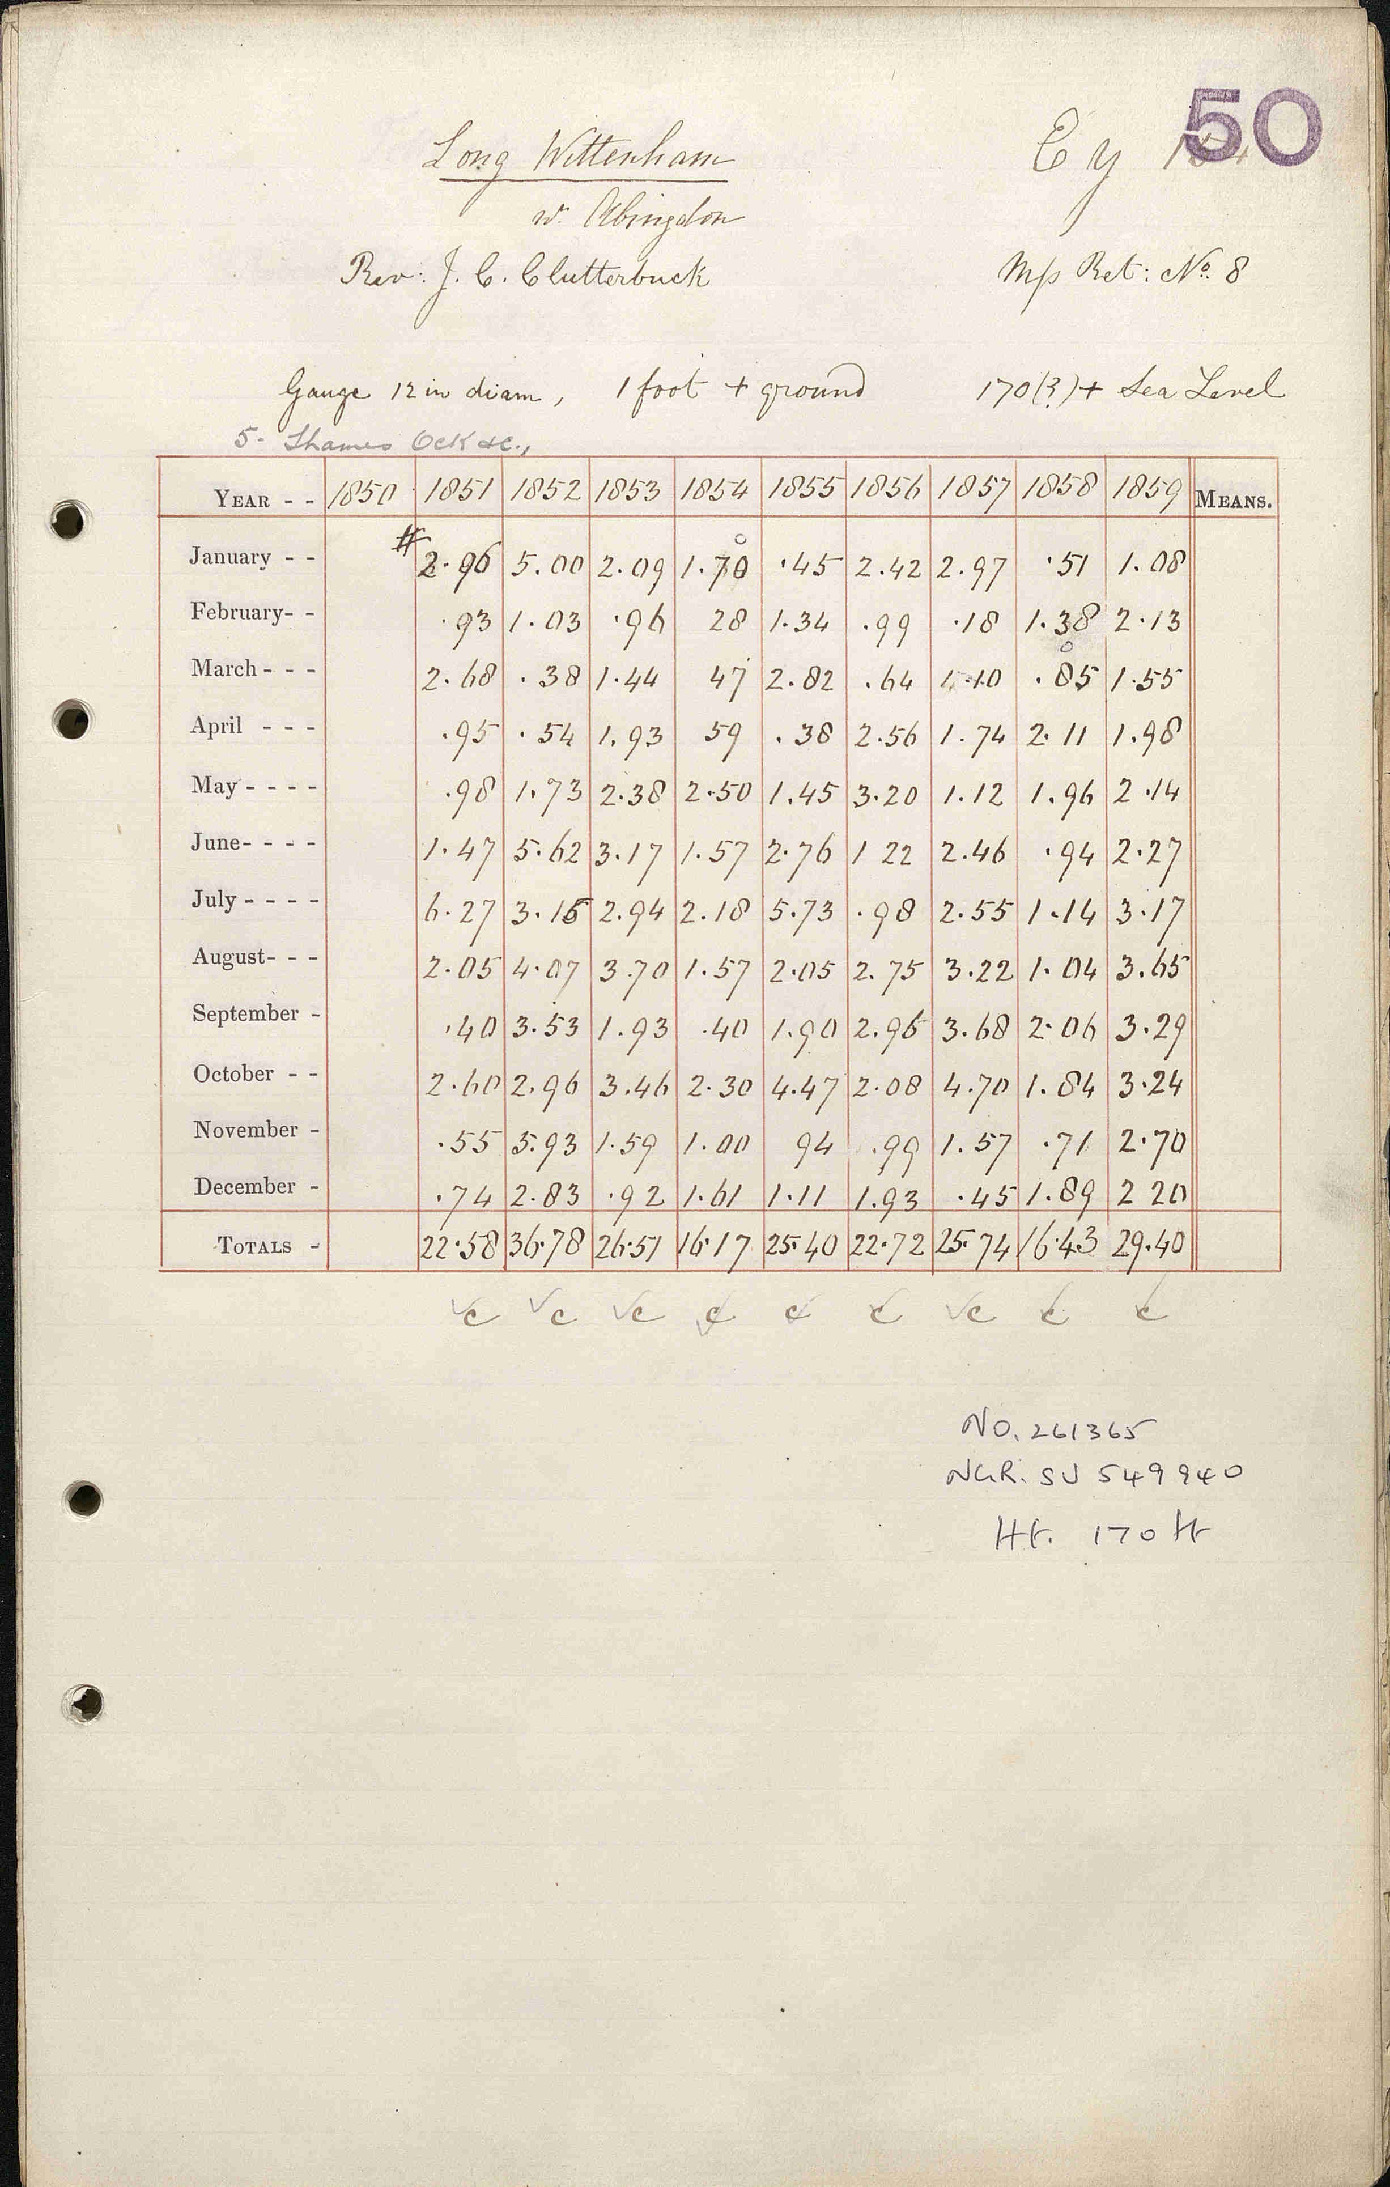 50
Long Wittenham
nr. Abingdon
Rev: J. C. Clutterbuck
Mps Ret: No. 8
Gauge 12 in diam, 1 foot + ground 170(?)+ Sea Level
5. Thames Ock &c.,
YEAR - - 1850 1851 1852 1853 1854 1855 1856 1857 1858 1859 MEANS.
January - - # 2.96 5.00 2.09 1.70 .45 2.42 2.97 .51 1.08
February- - .93 1.03 .96 28 1.34 .99 .18 1.38 2.13
March - - - 2.68 .38 1.44 47 2.82 .64 1.10 .85 1.55
April - - - .95 .54 1.93 59 .38 2.56 1.74 2.11 1.98
May - - - - .98 1.73 2.38 2.50 1.45 3.20 1.12 1.96 2.14
June- - - - 1.47 5.62 3.17 1.57 2.76 1 22 2.46 .94 2.27
July - - - - 6.27 3.16 2.94 2.18 5.73 .98 2.55 1.14 3.17
August- - - 2.05 4.07 3.70 1.57 2.05 2.75 3.22 1.04 3.65
September - .40 3.53 1.93 .40 1.90 2.96 3.68 2.06 3.29
October - - 2.60 2.96 3.46 2.30 4.47 2.08 4.70 1.84 3.24
November - .55 5.93 1.59 1.00 94 .99 1.57 .71 2.70
December - .74 2.83 .92 1.61 1.11 1.93 .45 1.89 2 20
TOTALS - 22.58 36.78 26.51 16.17 25.40 22.72 25.74 16.43 29.40
✓c ✓c ✓c c c c ✓c c c
NO. 261365
NGR. SU 549940
Ht. 170 ft